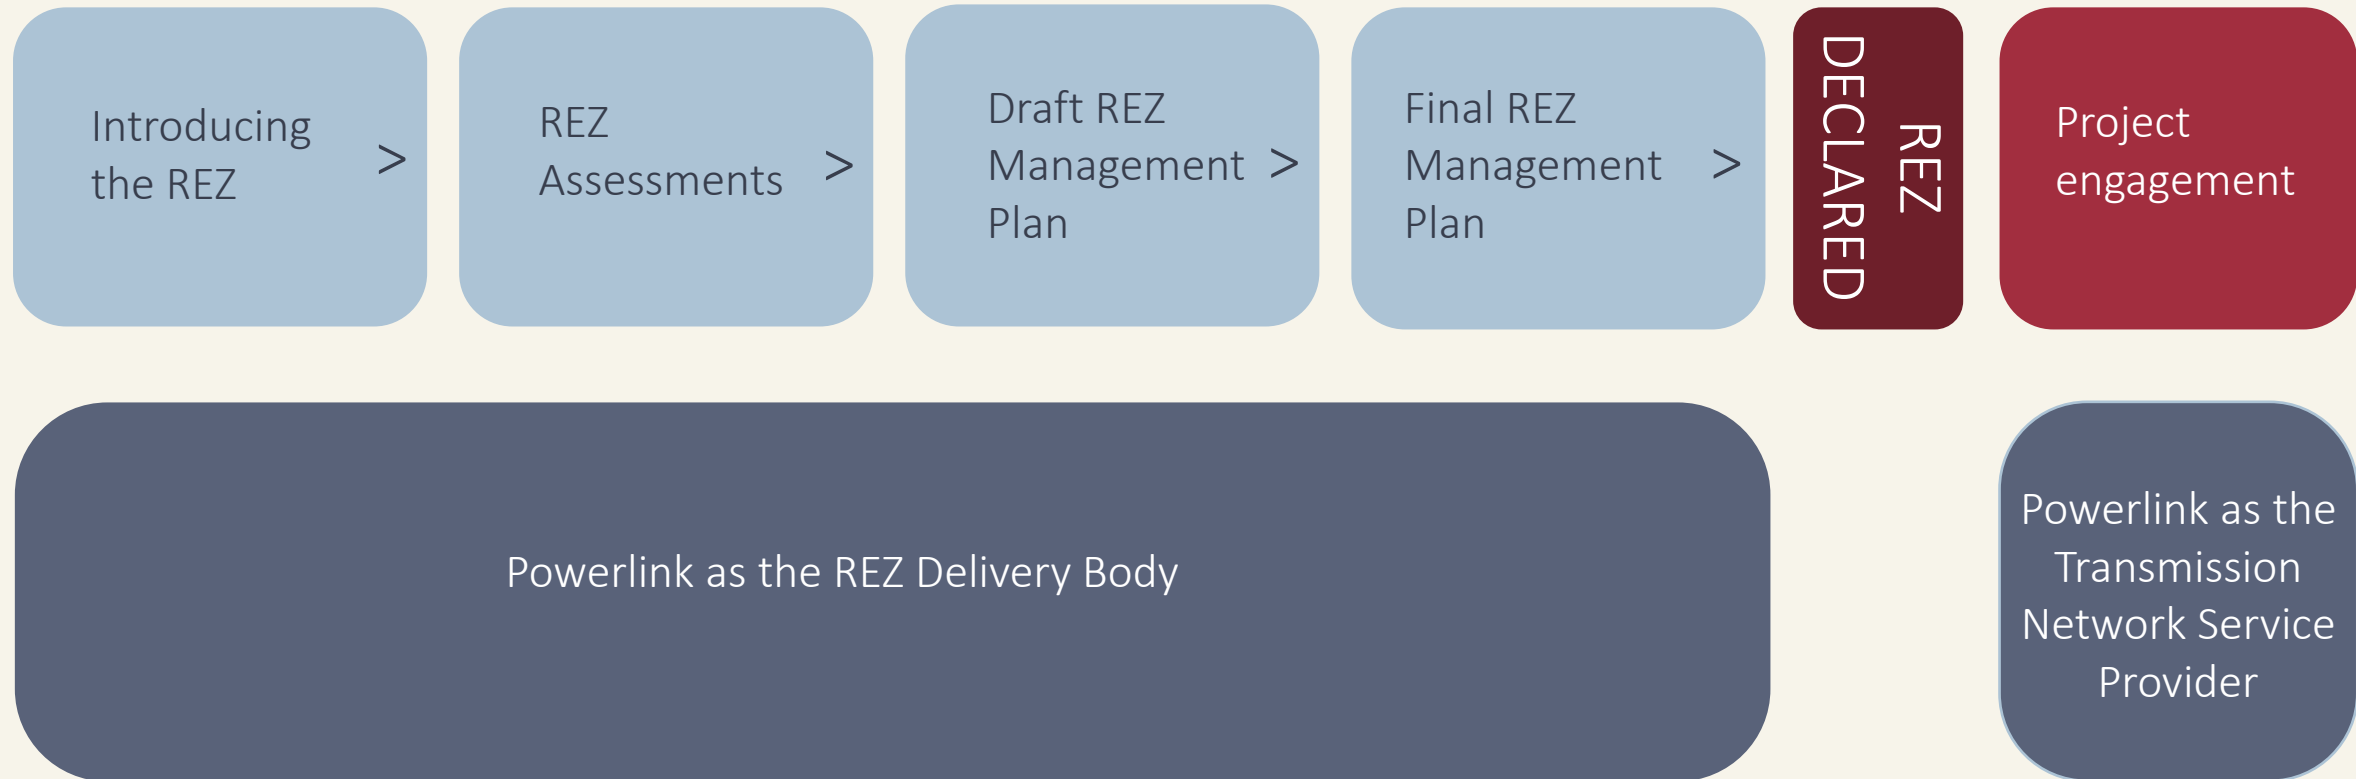 Introducing
the REZ
>
REZ
Assessments
>
Draft REZ
Management
Plan
>
Final REZ
Management
Plan
>
REZ
DECLARED
Project
engagement
Powerlink as the REZ Delivery Body
Powerlink as the
Transmission
Network Service
Provider